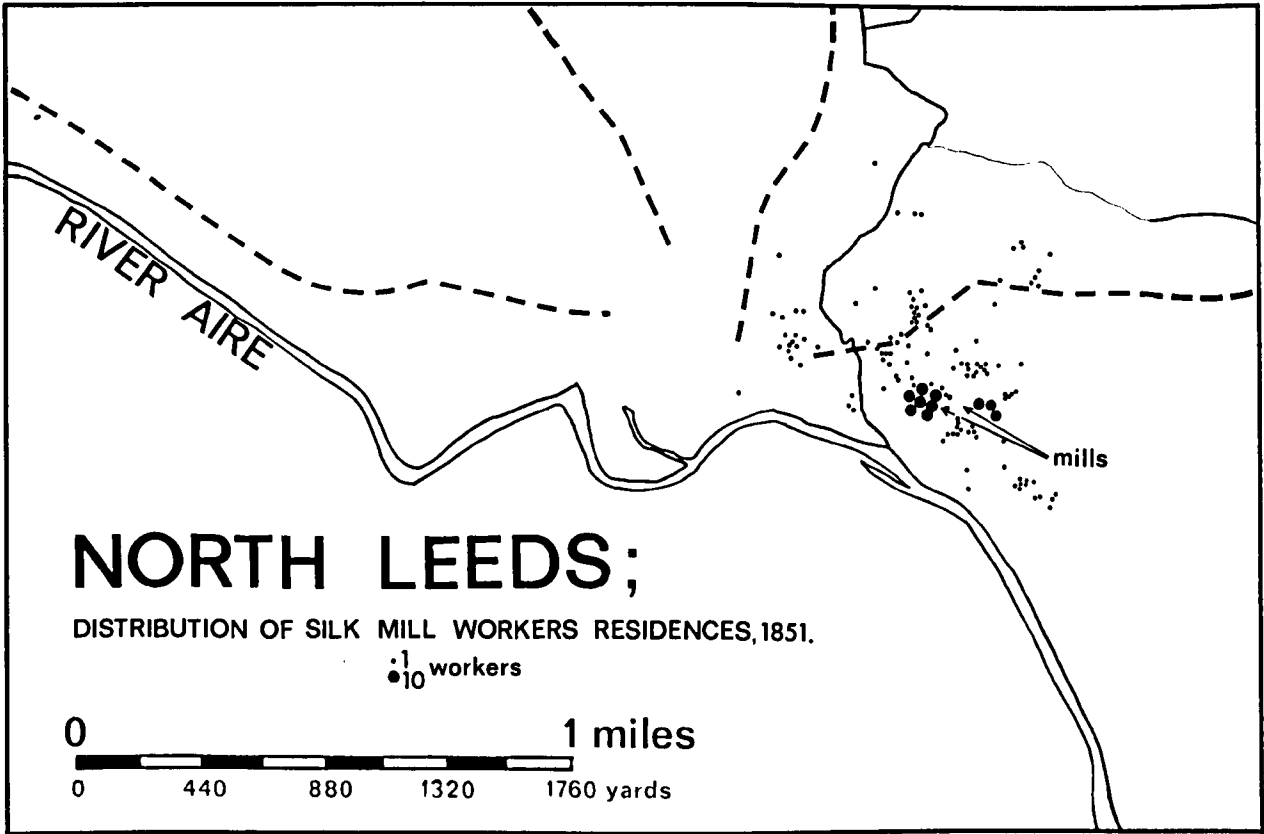 RIVER AIRE
mills
NORTH LEEDS;
DISTRIBUTION OF SILK MILL WORKERS RESIDENCES, 1851.
1
10 workers
0 1 miles
0 440 880 1320 1760 yards